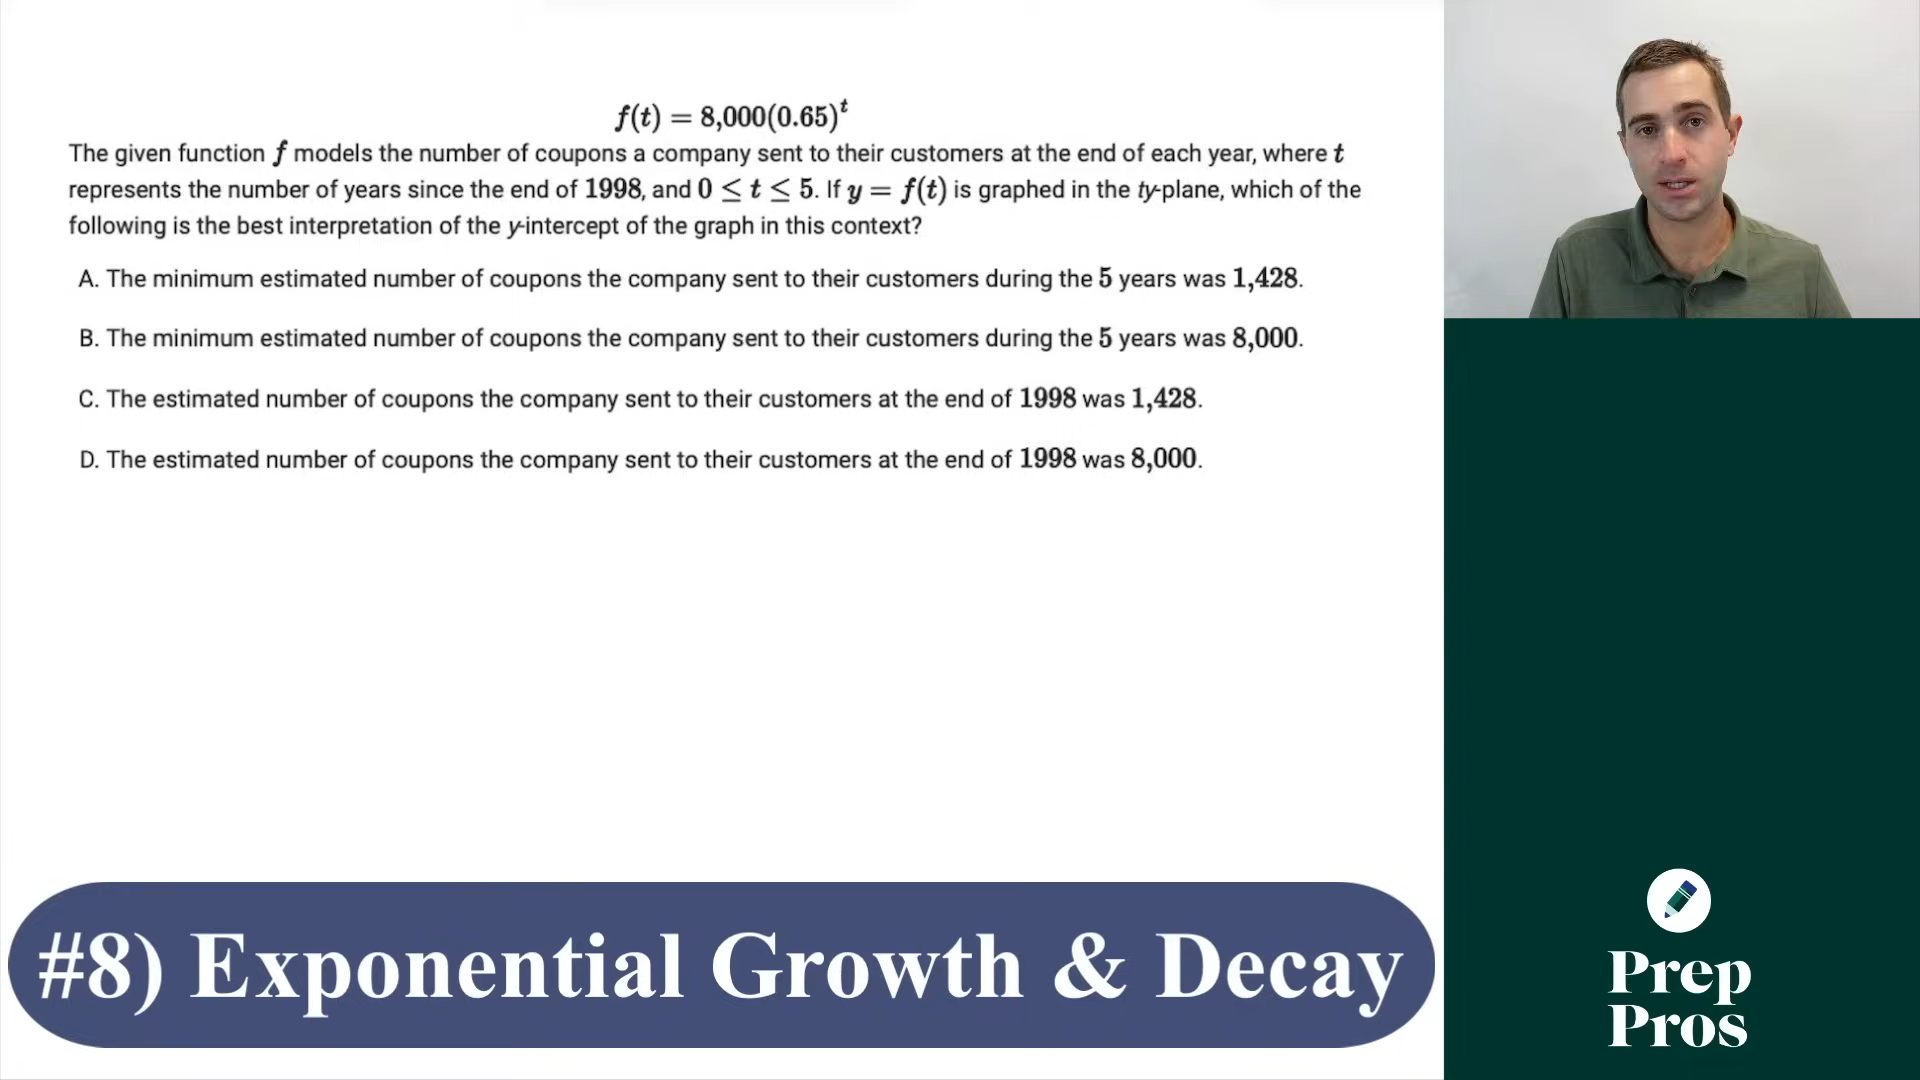 f(t) = 8,000(0.65)^t
The given function f models the number of coupons a company sent to their customers at the end of each year, where t
represents the number of years since the end of 1998, and 0 ≤ t ≤ 5. If y = f(t) is graphed in the ty-plane, which of the
following is the best interpretation of the y-intercept of the graph in this context?
A. The minimum estimated number of coupons the company sent to their customers during the 5 years was 1,428.
B. The minimum estimated number of coupons the company sent to their customers during the 5 years was 8,000.
C. The estimated number of coupons the company sent to their customers at the end of 1998 was 1,428.
D. The estimated number of coupons the company sent to their customers at the end of 1998 was 8,000.
#8) Exponential Growth & Decay
Prep
Pros